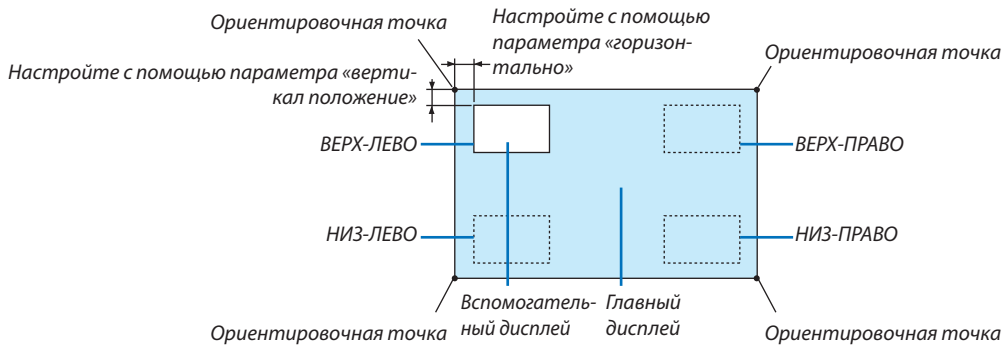 Ориентировочная точка
Настройте с помощью
параметра «горизон-
тально»
Ориентировочная точка
Настройте с помощью параметра «верти-
кал положение»
ВЕРХ-ЛЕВО
ВЕРХ-ПРАВО
НИЗ-ЛЕВО
НИЗ-ПРАВО
Ориентировочная точка
Вспомогатель-
ный дисплей
Главный
дисплей
Ориентировочная точка